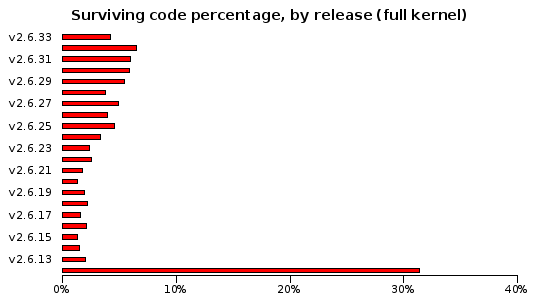 Surviving code percentage, by release (full kernel)
v2.6.33
v2.6.31
v2.6.29
v2.6.27
v2.6.25
v2.6.23
v2.6.21
v2.6.19
v2.6.17
v2.6.15
v2.6.13
0% 10% 20% 30% 40%